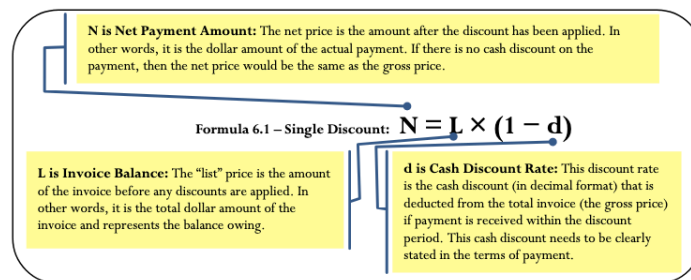 N is Net Payment Amount: The net price is the amount after the discount has been applied. In
other words, it is the dollar amount of the actual payment. If there is no cash discount on the
payment, then the net price would be the same as the gross price.
Formula 6.1 – Single Discount: N = L × (1 − d)
L is Invoice Balance: The “list” price is the amount
of the invoice before any discounts are applied. In
other words, it is the total dollar amount of the
invoice and represents the balance owing.
d is Cash Discount Rate: This discount rate
is the cash discount (in decimal format) that is
deducted from the total invoice (the gross price)
if payment is received within the discount
period. This cash discount needs to be clearly
stated in the terms of payment.